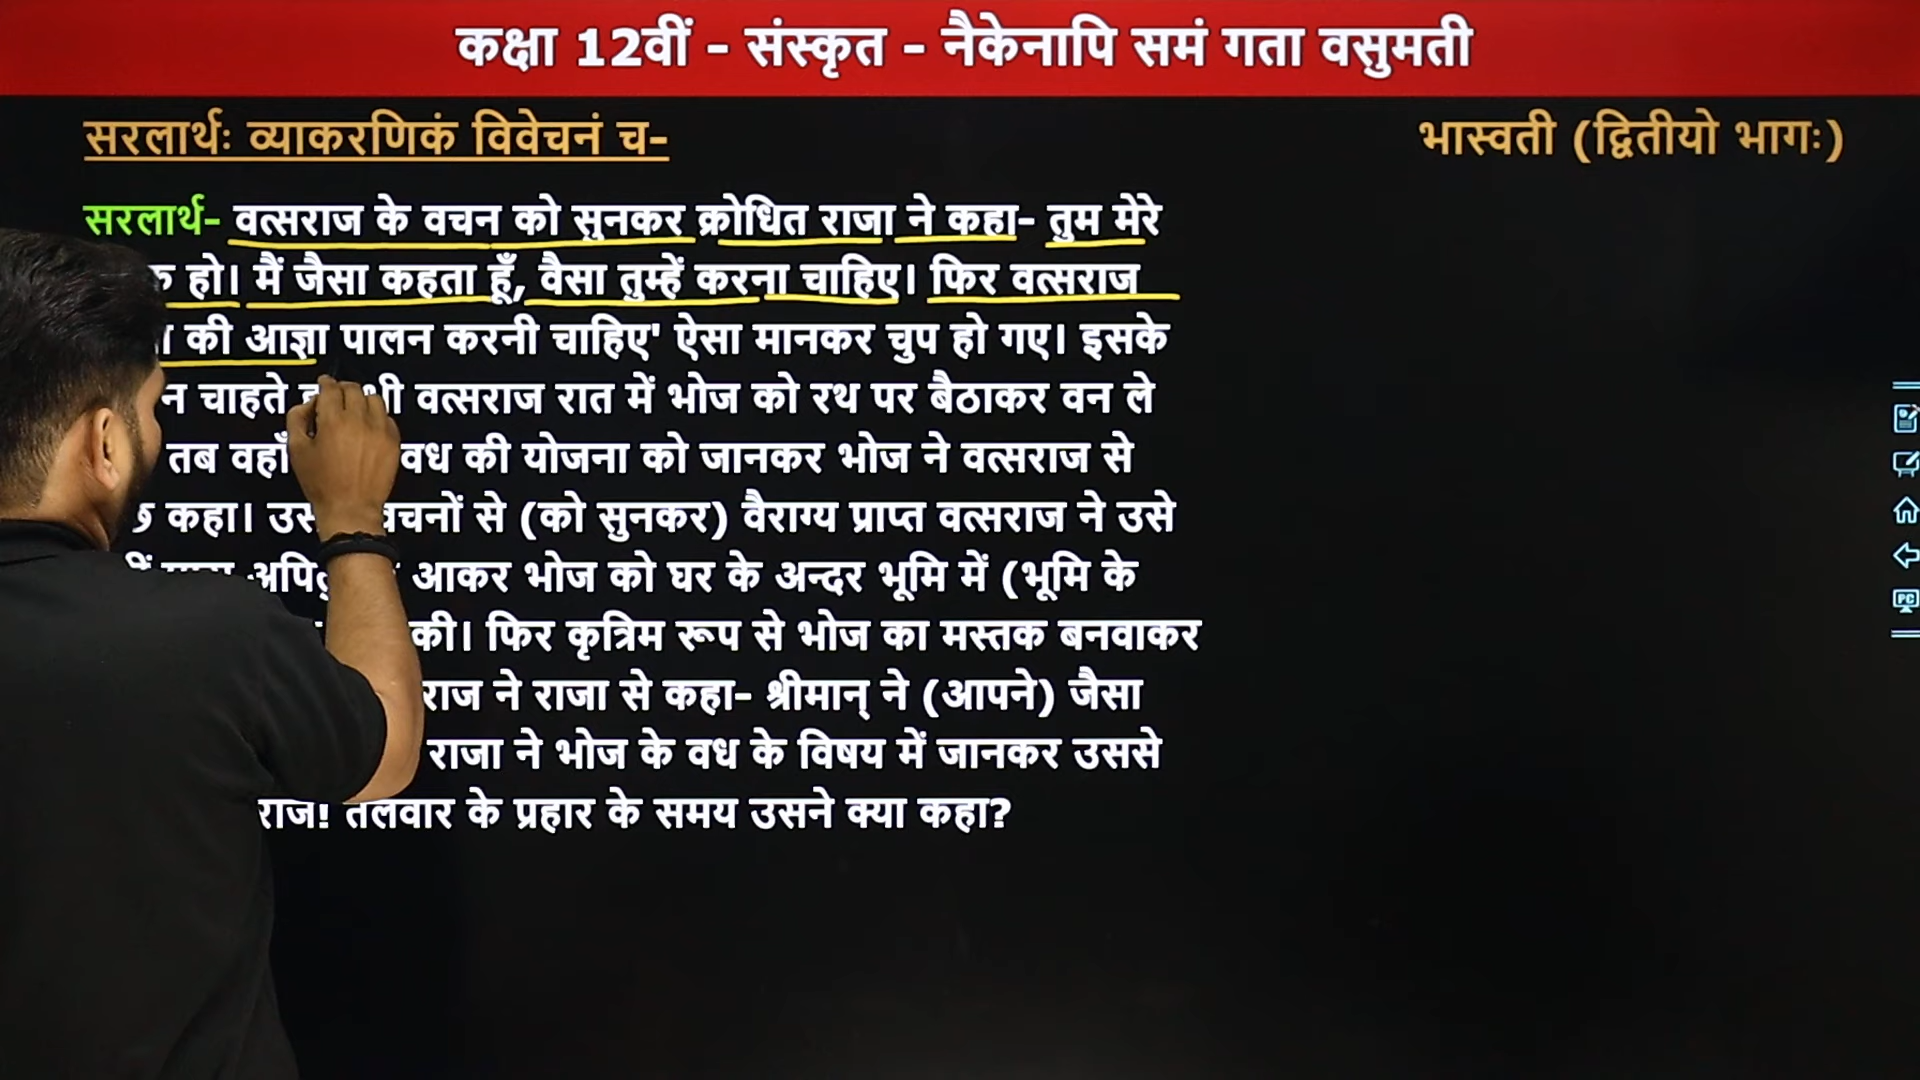 कक्षा 12वीं - संस्कृत - नैकेनापि समं गता वसुमती
सरलार्थः व्याकरणिकं विवेचनं च-
भास्वती (द्वितीयो भागः)
सरलार्थ- वत्सराज के वचन को सुनकर क्रोधित राजा ने कहा- तुम मेरे
हो। मैं जैसा कहता हूँ, वैसा तुम्हें करना चाहिए। फिर वत्सराज
की आज्ञा पालन करनी चाहिए' ऐसा मानकर चुप हो गए। इसके
न चाहते भी वत्सराज रात में भोज को रथ पर बैठाकर वन ले
तब वहाँ वध की योजना को जानकर भोज ने वत्सराज से
कहा। वचनों से (को सुनकर) वैराग्य प्राप्त वत्सराज ने उसे
आकर भोज को घर के अन्दर भूमि में (भूमि के
की। फिर कृत्रिम रूप से भोज का मस्तक बनवाकर
राज ने राजा से कहा- श्रीमान् ने (आपने) जैसा
राजा ने भोज के वध के विषय में जानकर उससे
राज! तलवार के प्रहार के समय उसने क्या कहा?
PC